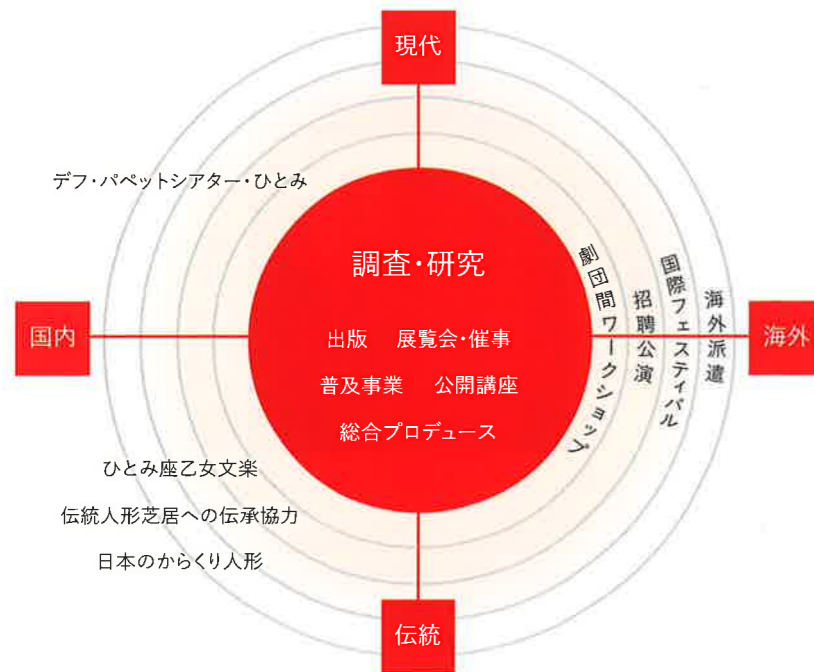 現代
デフ・パペットシアター・ひとみ
調査・研究
出版　展覧会・催事
普及事業　公開講座
総合プロデュース
国内
劇団間ワークショップ
招聘公演
国際フェスティバル
海外派遣
海外
ひとみ座乙女文楽
伝統人形芝居への伝承協力
日本のからくり人形
伝統